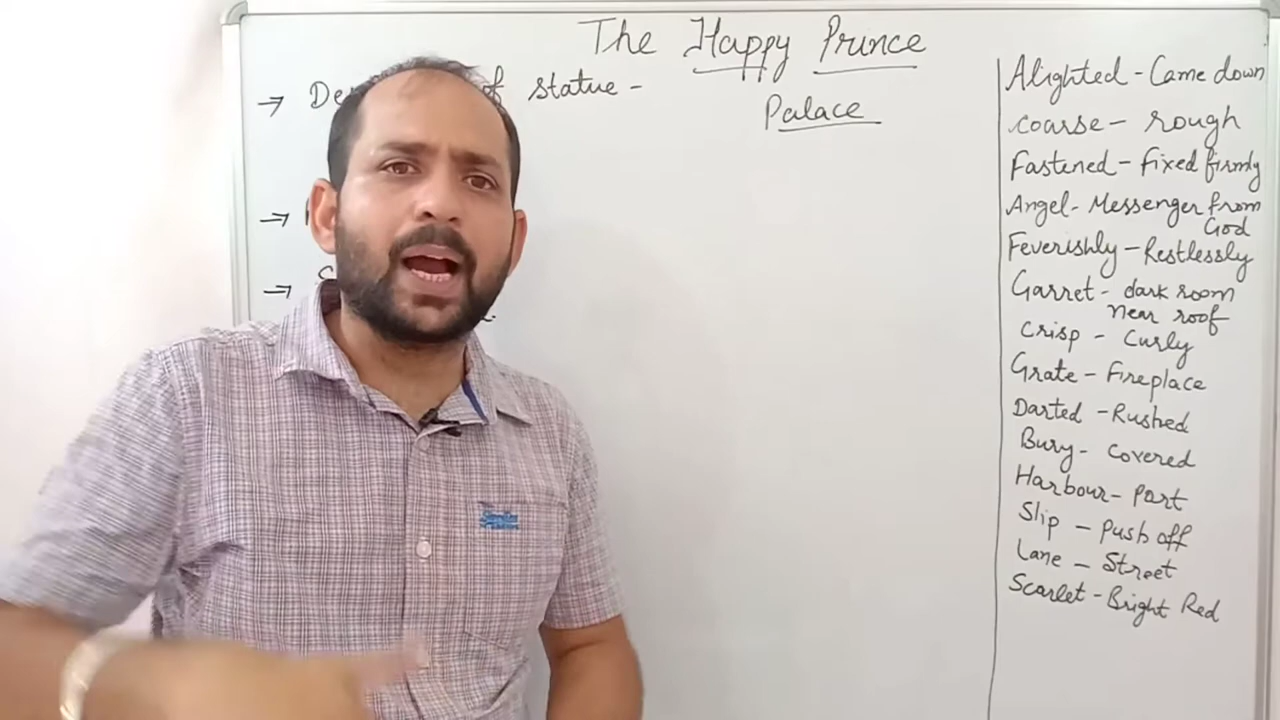 The Happy Prince
of statue -
Palace
Alighted - Came down
coarse - rough
Fastened - fixed firmly
Angel - Messenger from
God
Feverishly - Restlessly
Garret - dark room
near roof
Crisp - Curly
Grate - Fireplace
Darted - Rushed
Bury - Covered
Harbour - Part
Slip - Push off
Lane - Street
Scarlet - Bright Red